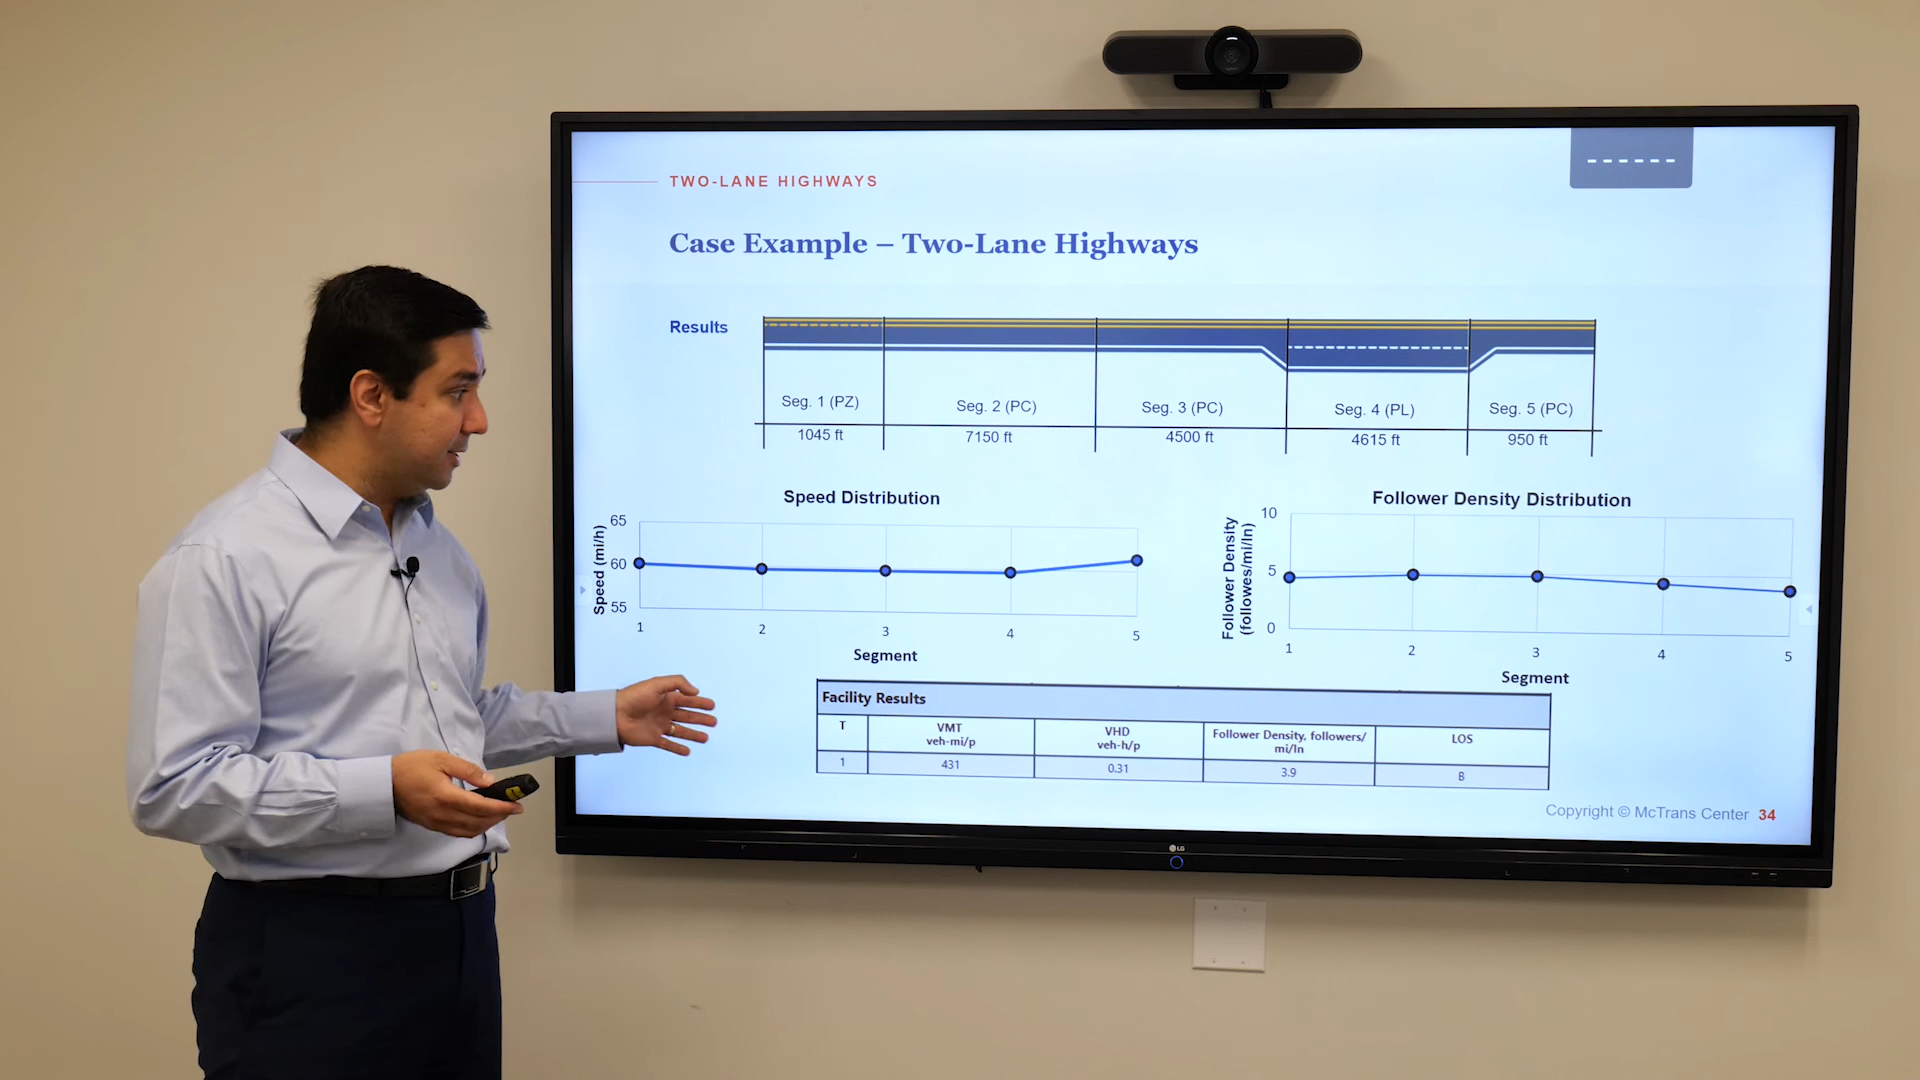 TWO-LANE HIGHWAYS
Case Example – Two-Lane Highways
Results
Seg. 1 (PZ) Seg. 2 (PC) Seg. 3 (PC) Seg. 4 (PL) Seg. 5 (PC)
1045 ft 7150 ft 4500 ft 4615 ft 950 ft
Speed Distribution
Speed (mi/h)
65
60
55
1 2 3 4 5
Segment
Follower Density Distribution
Follower Density
(followes/mi/ln)
10
5
0
1 2 3 4 5
Segment
Facility Results
T VMT veh-mi/p VHD veh-h/p Follower Density, followers/ mi/ln LOS
1 431 0.31 3.9 B
Copyright © McTrans Center 34
LG